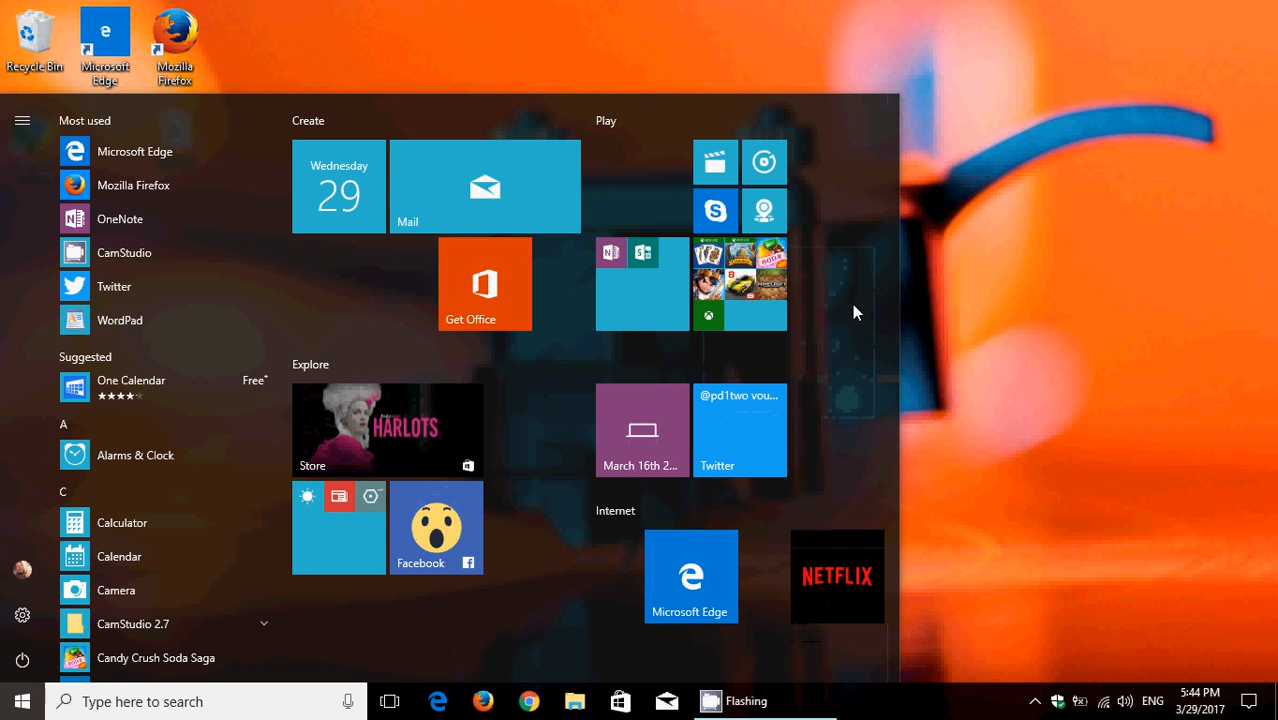 Recycle Bin
Microsoft Edge
Mozilla Firefox
Most used
Microsoft Edge
Mozilla Firefox
OneNote
CamStudio
Twitter
WordPad
Suggested
One Calendar Free*
A
Alarms & Clock
C
Calculator
Calendar
Camera
CamStudio 2.7
Candy Crush Soda Saga
Create
Wednesday
29
Mail
Get Office
Explore
HARLOTS
Store
Facebook
Play
March 16th 2...
@pd1two vou...
Twitter
Internet
Microsoft Edge
NETFLIX
Type here to search
Flashing
ENG
5:44 PM
3/29/2017